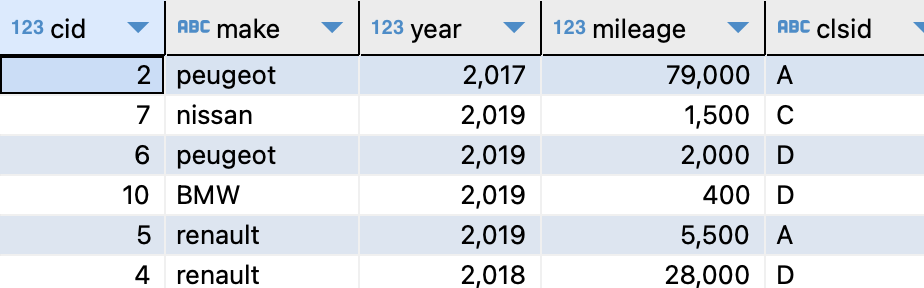 123 cid ABC make 123 year 123 mileage ABC clsid
2 peugeot 2,017 79,000 A
7 nissan 2,019 1,500 C
6 peugeot 2,019 2,000 D
10 BMW 2,019 400 D
5 renault 2,019 5,500 A
4 renault 2,018 28,000 D